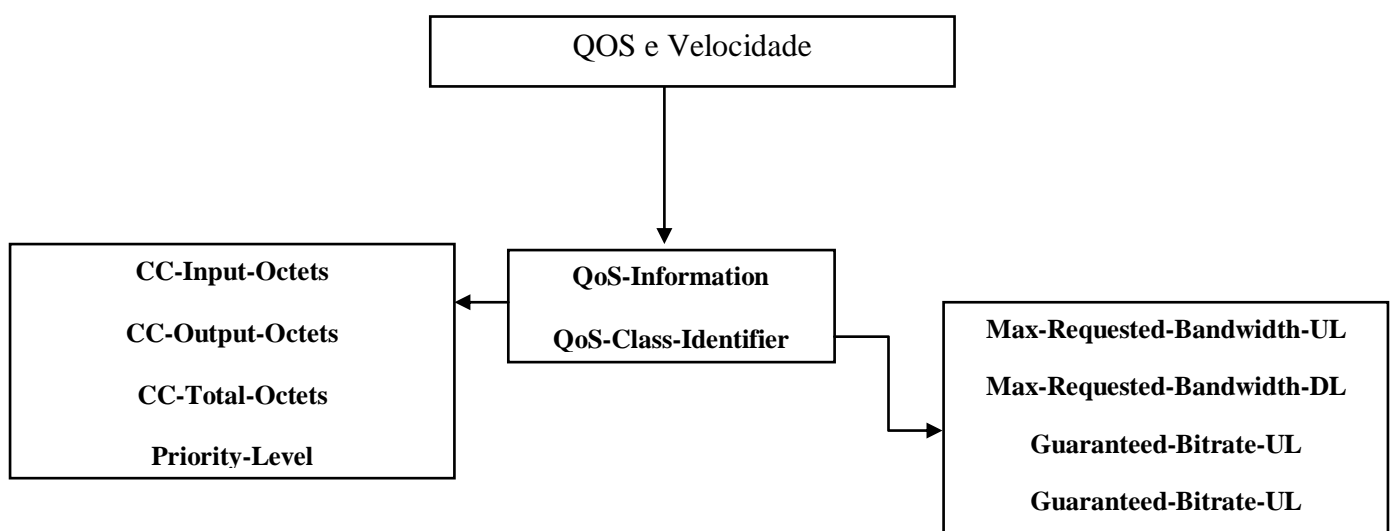 QOS e Velocidade
CC-Input-Octets
CC-Output-Octets
CC-Total-Octets
Priority-Level
QoS-Information
QoS-Class-Identifier
Max-Requested-Bandwidth-UL
Max-Requested-Bandwidth-DL
Guaranteed-Bitrate-UL
Guaranteed-Bitrate-UL